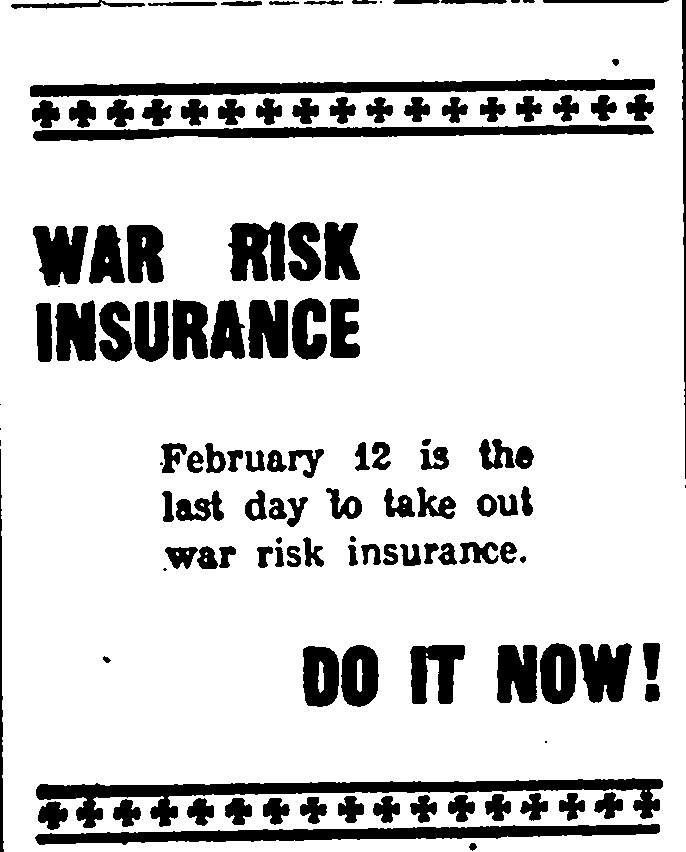 WAR RISK
INSURANCE
February 12 is the
last day to take out
war risk insurance.
DO IT NOW!